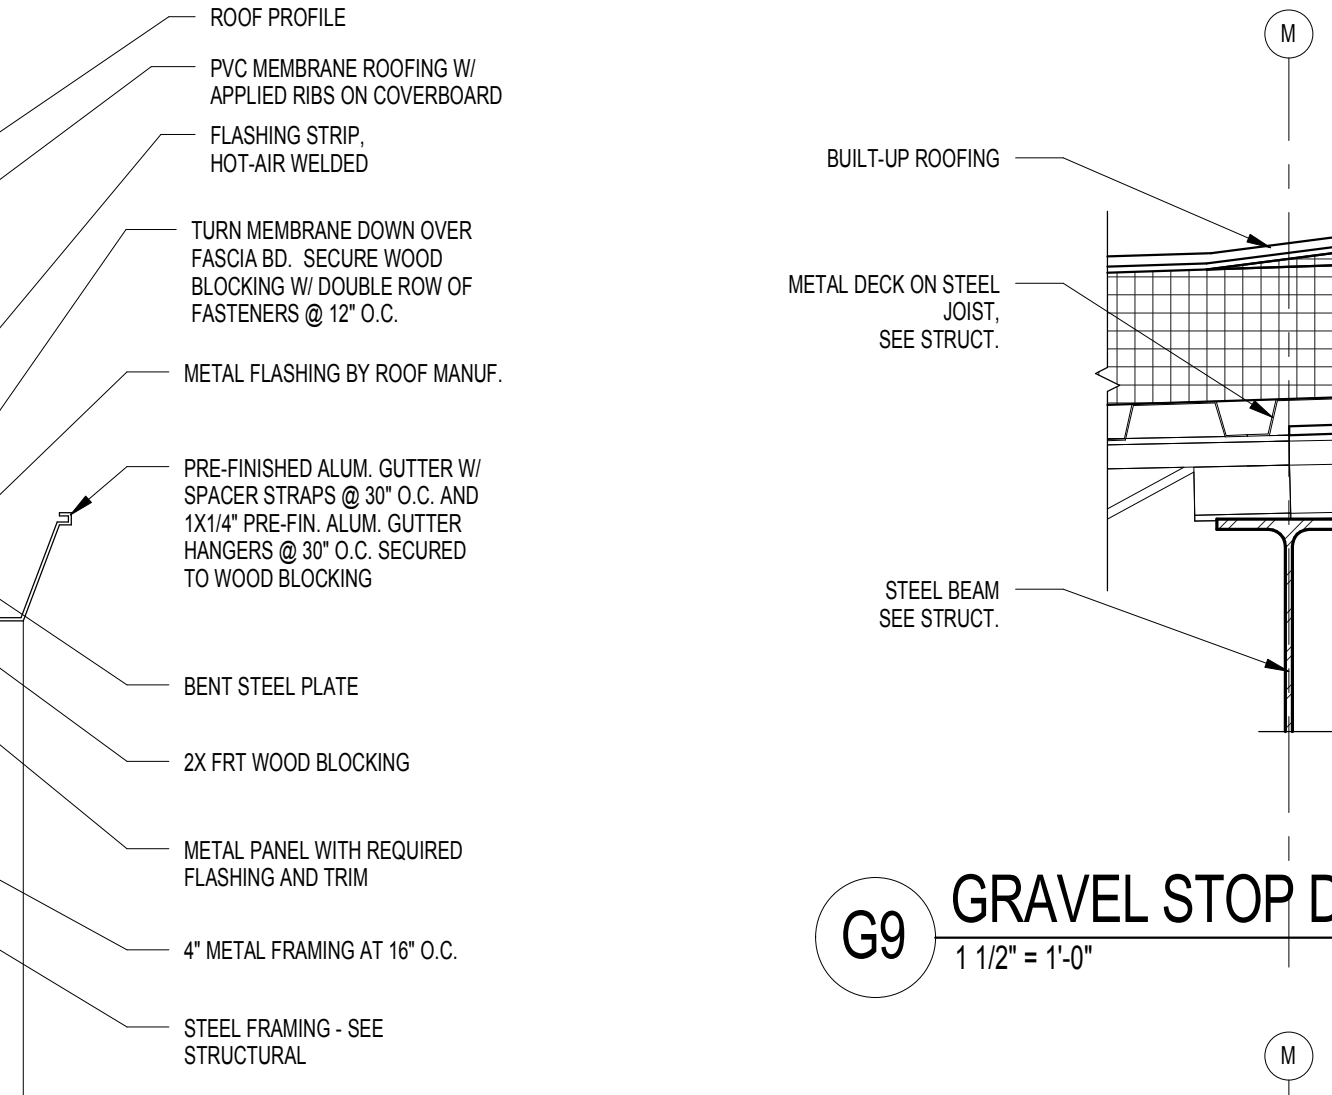 ROOF PROFILE
PVC MEMBRANE ROOFING W/
APPLIED RIBS ON COVERBOARD
FLASHING STRIP,
HOT-AIR WELDED
TURN MEMBRANE DOWN OVER
FASCIA BD. SECURE WOOD
BLOCKING W/ DOUBLE ROW OF
FASTENERS @ 12" O.C.
METAL FLASHING BY ROOF MANUF.
PRE-FINISHED ALUM. GUTTER W/
SPACER STRAPS @ 30" O.C. AND
1X1/4" PRE-FIN. ALUM. GUTTER
HANGERS @ 30" O.C. SECURED
TO WOOD BLOCKING
BENT STEEL PLATE
2X FRT WOOD BLOCKING
METAL PANEL WITH REQUIRED
FLASHING AND TRIM
4" METAL FRAMING AT 16" O.C.
STEEL FRAMING - SEE
STRUCTURAL
M
BUILT-UP ROOFING
METAL DECK ON STEEL
JOIST,
SEE STRUCT.
STEEL BEAM
SEE STRUCT.
G9
GRAVEL STOP D
1 1/2" = 1'-0"
M